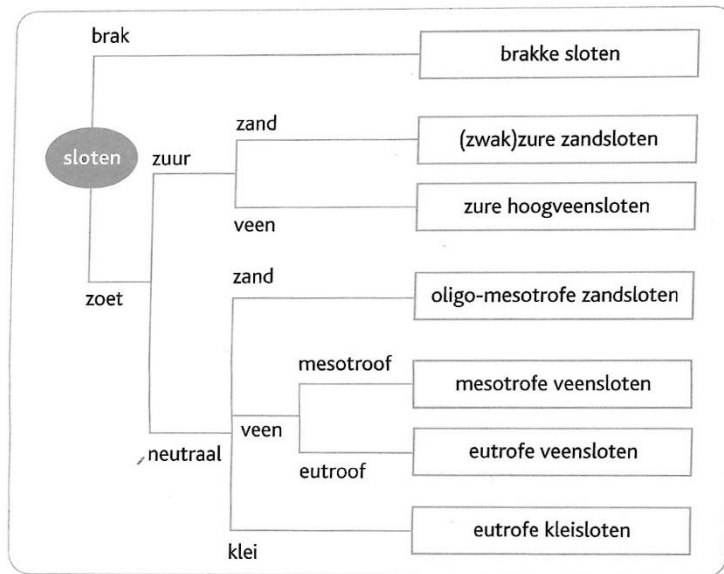 brak
brakke sloten
sloten
zuur
zand
(zwak)zure zandsloten
veen
zure hoogveensloten
zoet
zand
oligo-mesotrofe zandsloten
mesotroof
mesotrofe veensloten
neutraal
veen
eutroof
eutrofe veensloten
klei
eutrofe kleisloten